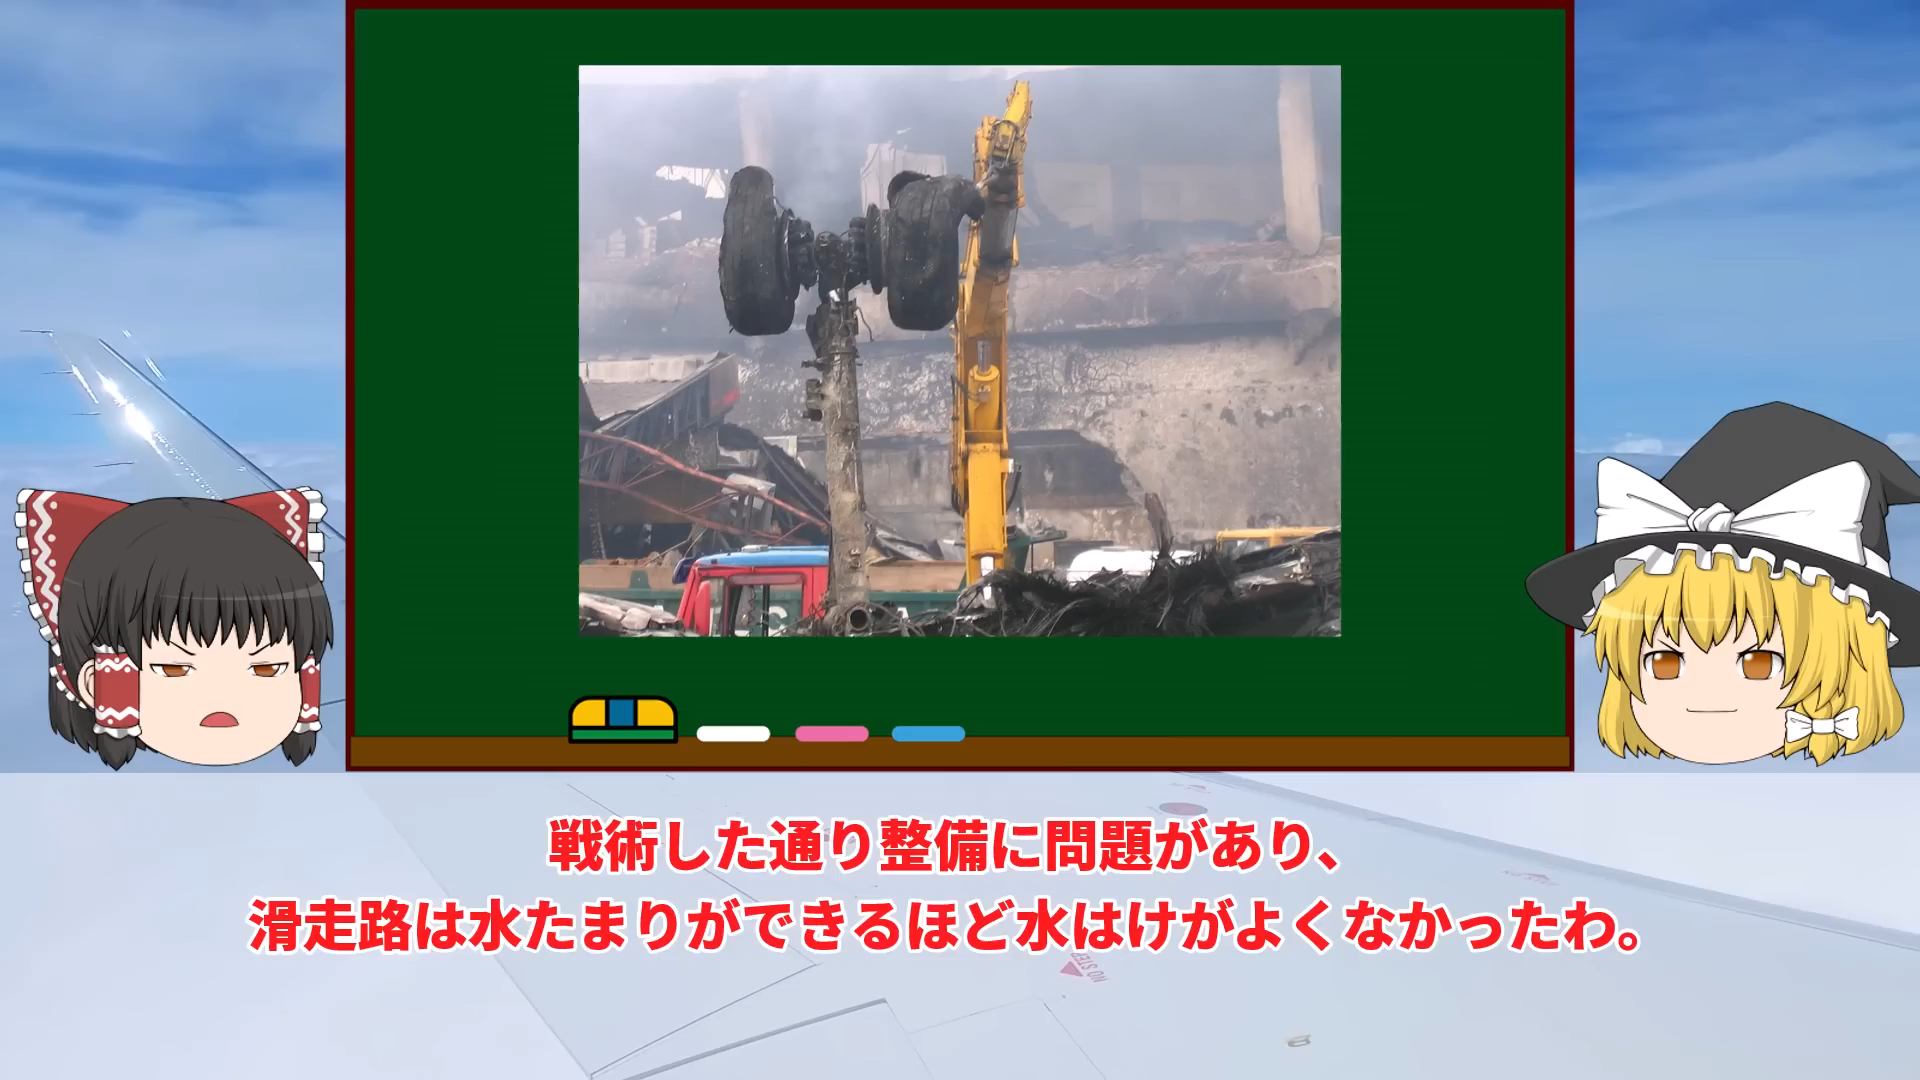 戦術した通り整備に問題があり、
滑走路は水たまりができるほど水はけがよくなかったわ。
NO STEP